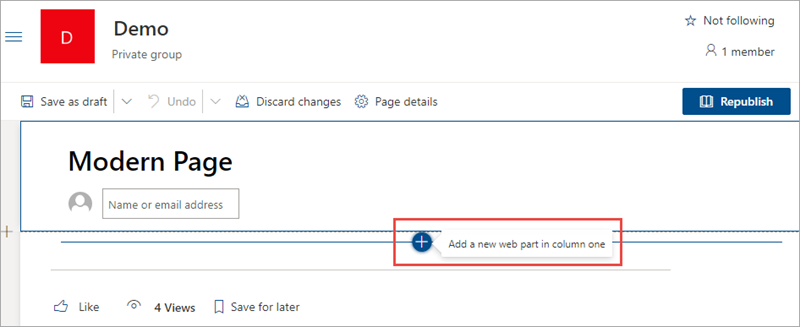 D
Demo
Private group
Not following
1 member
Save as draft
Undo
Discard changes
Page details
Republish
Modern Page
Name or email address
Add a new web part in column one
Like
4 Views
Save for later